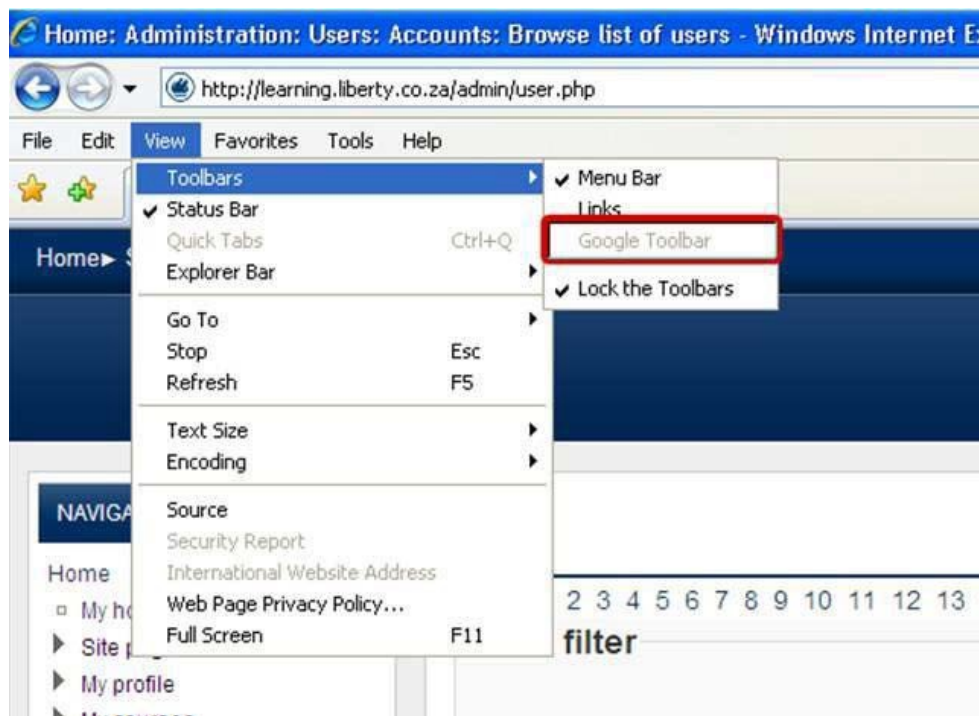 Home: Administration: Users: Accounts: Browse list of users - Windows Internet
http://learning.liberty.co.za/admin/user.php
File Edit View Favorites Tools Help
Toolbars
Status Bar
Quick Tabs Ctrl+Q
Explorer Bar
Go To
Stop Esc
Refresh F5
Text Size
Encoding
Source
Security Report
International Website Address
Web Page Privacy Policy...
Full Screen F11
Menu Bar
Links
Google Toolbar
Lock the Toolbars
Home►
NAVIGA
Home
My ho
Site p
My profile
2 3 4 5 6 7 8 9 10 11 12 13
filter